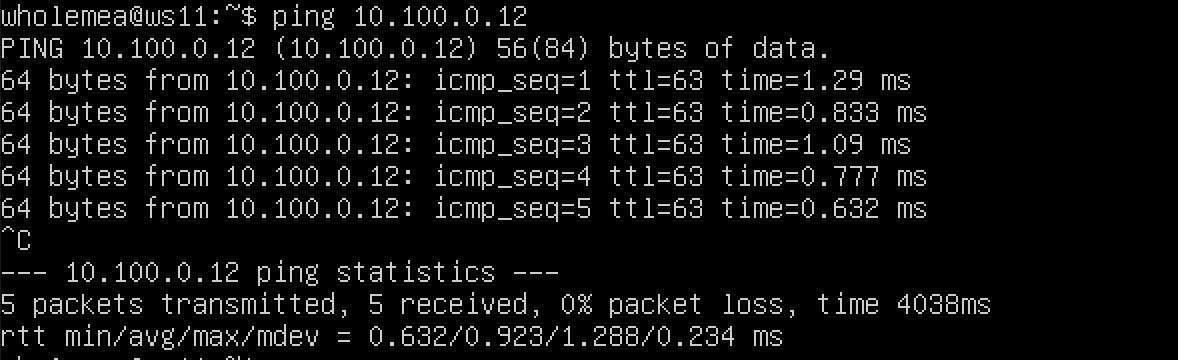 wholemea@ws11:~$ ping 10.100.0.12
PING 10.100.0.12 (10.100.0.12) 56(84) bytes of data.
64 bytes from 10.100.0.12: icmp_seq=1 ttl=63 time=1.29 ms
64 bytes from 10.100.0.12: icmp_seq=2 ttl=63 time=0.833 ms
64 bytes from 10.100.0.12: icmp_seq=3 ttl=63 time=1.09 ms
64 bytes from 10.100.0.12: icmp_seq=4 ttl=63 time=0.777 ms
64 bytes from 10.100.0.12: icmp_seq=5 ttl=63 time=0.632 ms
^C
--- 10.100.0.12 ping statistics ---
5 packets transmitted, 5 received, 0% packet loss, time 4038ms
rtt min/avg/max/mdev = 0.632/0.923/1.288/0.234 ms